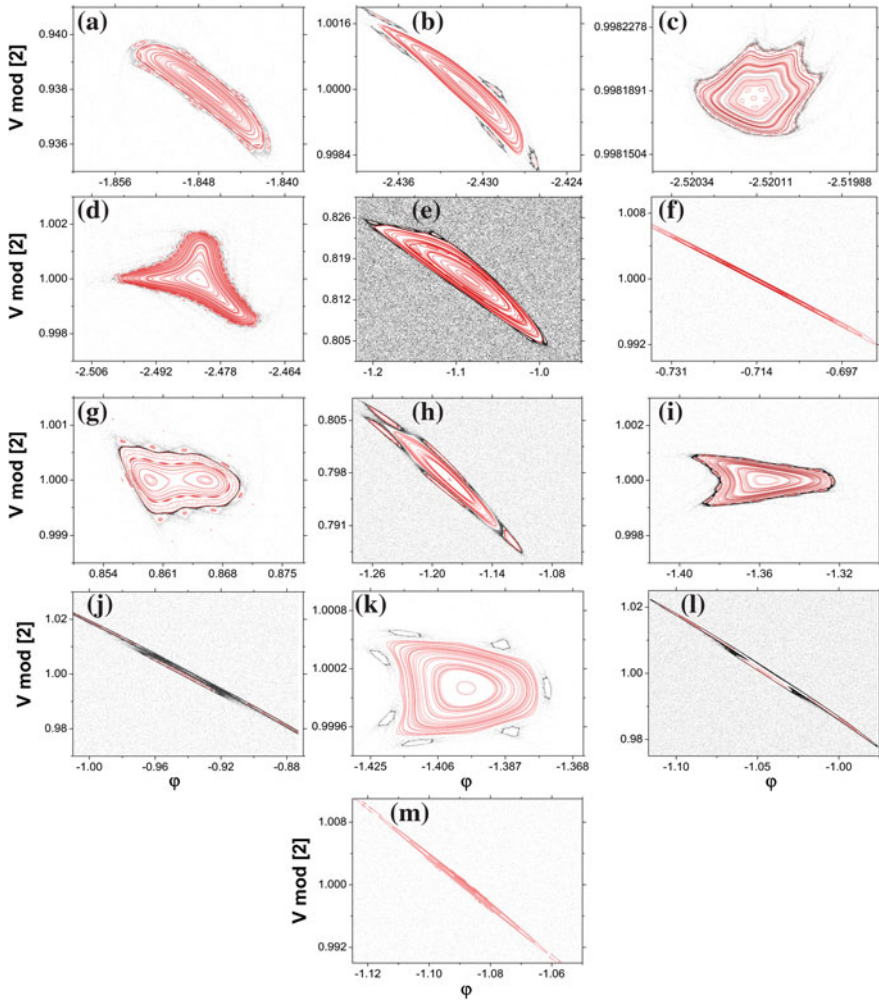 (a) (b) (c)
V mod [2]
0.940
0.938
0.936
-1.856 -1.848 -1.840
1.0016
1.0000
0.9984
-2.436 -2.430 -2.424
0.9982278
0.9981891
0.9981504
-2.52034 -2.52011 -2.51988
(d) (e) (f)
V mod [2]
1.002
1.000
0.998
-2.506 -2.492 -2.478 -2.464
0.826
0.819
0.812
0.805
-1.2 -1.1 -1.0
1.008
1.000
0.992
-0.731 -0.714 -0.697
(g) (h) (i)
V mod [2]
1.001
1.000
0.999
0.854 0.861 0.868 0.875
0.805
0.798
0.791
-1.26 -1.20 -1.14 -1.08
1.002
1.000
0.998
-1.40 -1.36 -1.32
(j) (k) (l)
V mod [2]
1.02
1.00
0.98
-1.00 -0.96 -0.92 -0.88
φ
1.0008
1.0002
0.9996
-1.425 -1.406 -1.387 -1.368
φ
1.02
1.00
0.98
-1.10 -1.05 -1.00
φ
(m)
V mod [2]
1.008
1.000
0.992
-1.12 -1.10 -1.08 -1.06
φ